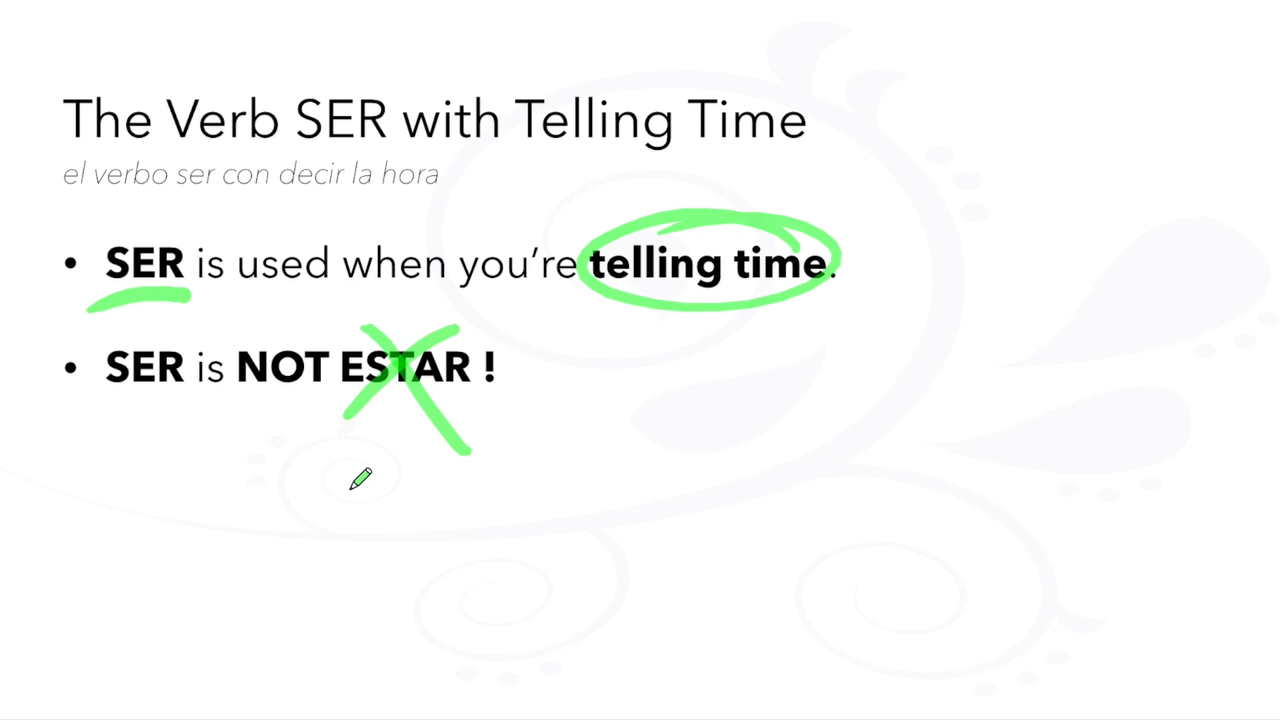 The Verb SER with Telling Time
el verbo ser con decir la hora
• SER is used when you’re telling time.
• SER is NOT ESTAR !